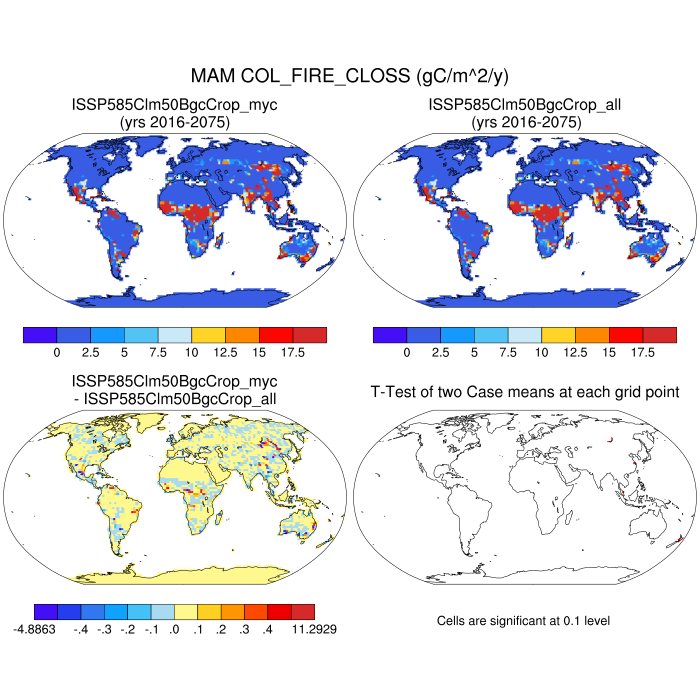 MAM COL_FIRE_CLOSS (gC/m^2/y)
ISSP585Clm50BgcCrop_myc
(yrs 2016-2075)
ISSP585Clm50BgcCrop_all
(yrs 2016-2075)
0 2.5 5 7.5 10 12.5 15 17.5
0 2.5 5 7.5 10 12.5 15 17.5
ISSP585Clm50BgcCrop_myc
- ISSP585Clm50BgcCrop_all
T-Test of two Case means at each grid point
-4.8863 -.4 -.3 -.2 -.1 .0 .1 .2 .3 .4 11.2929
Cells are significant at 0.1 level